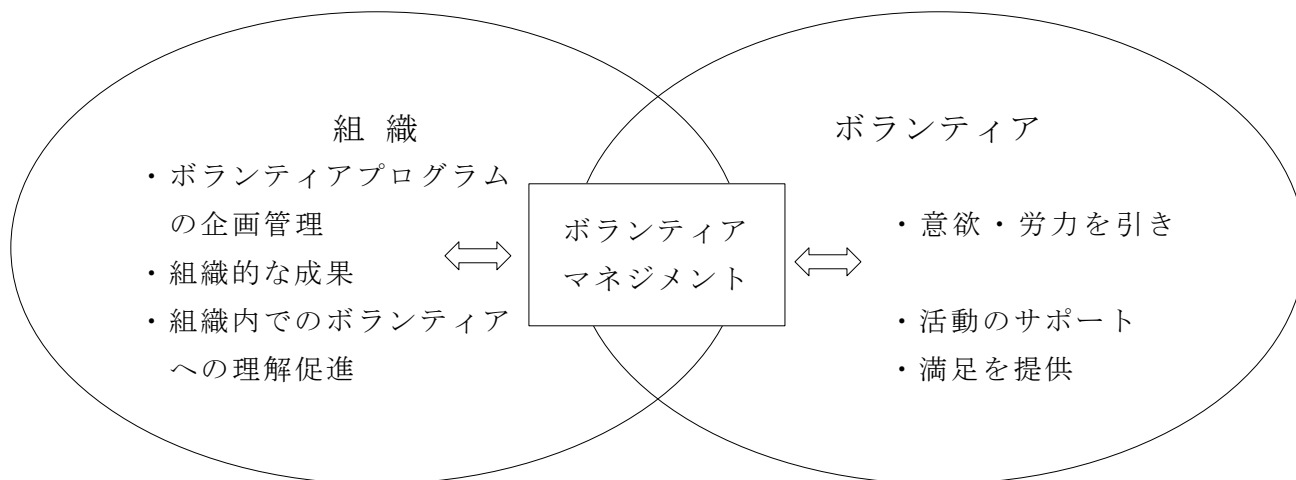 組 織
・ボランティアプログラム
の企画管理
・組織的な成果
・組織内でのボランティア
への理解促進
ボランティア
マネジメント
ボランティア
・意欲・労力を引き
・活動のサポート
・満足を提供